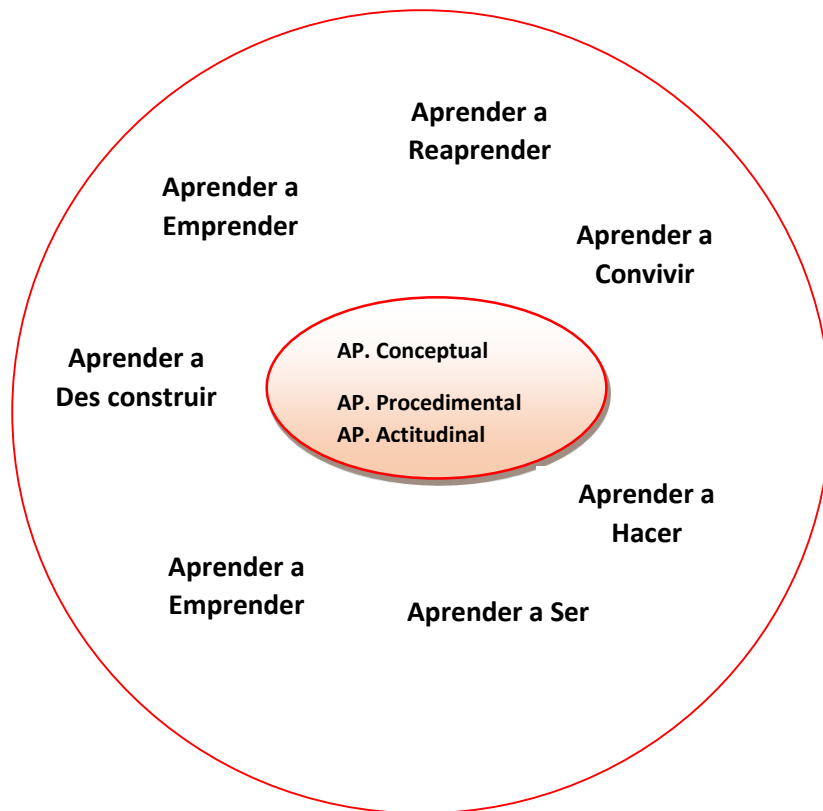 Aprender a
Reaprender
Aprender a
Emprender
Aprender a
Convivir
AP. Conceptual
Aprender a
Des construir
AP. Procedimental
AP. Actitudinal
Aprender a
Hacer
Aprender a
Emprender
Aprender a Ser